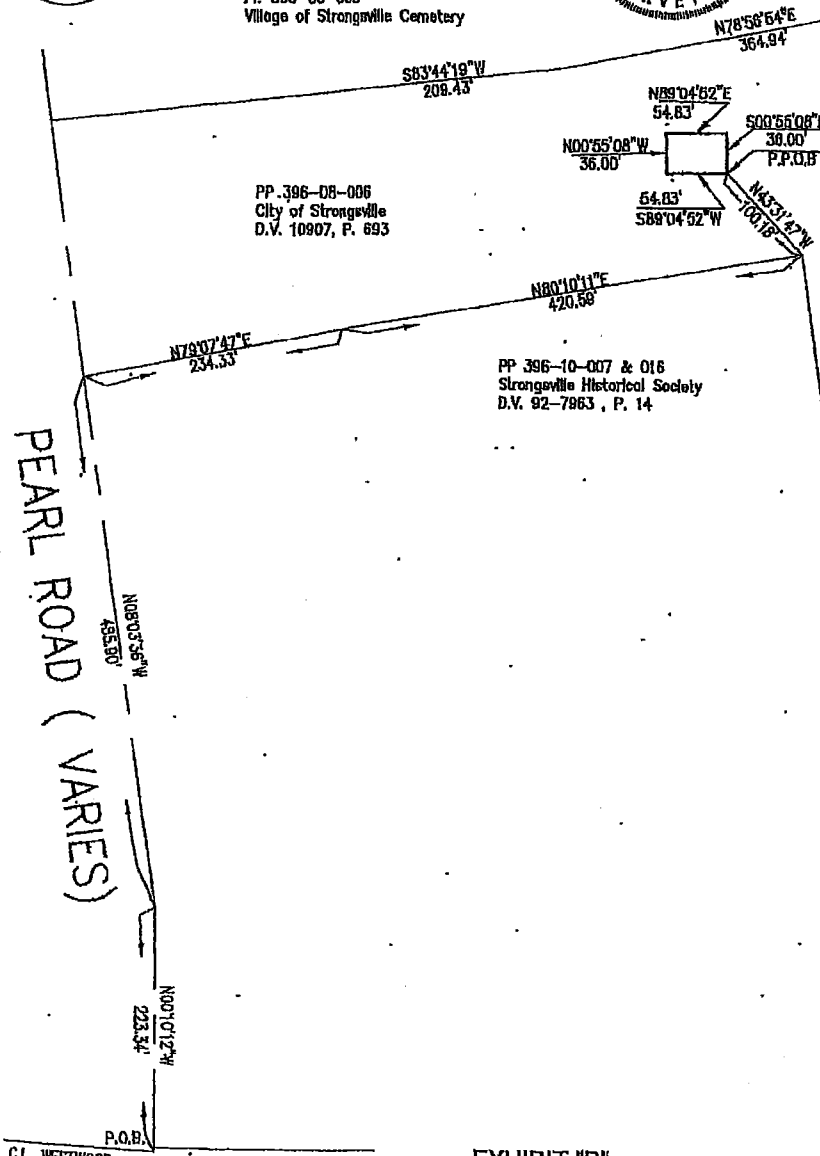 Village of Strongsville Cemetery
N78°56'54"E
364.94'
S83°44'19"W
209.43'
N89°04'52"E
54.83'
S00°55'08"E
36.00'
P.P.O.B
N00°55'08"W
36.00'
54.83'
S89°04'52"W
N43°31'47"W
100.18'
PP.396-08-006
City of Strongsville
D.V. 10907, P. 693
N80°10'11"E
420.59'
N79°07'47"E
234.33'
PP 396-10-007 & 016
Strongsville Historical Society
D.V. 92-7963 , P. 14
PEARL ROAD ( VARIES)
N08°03'36"W
485.90'
N00°10'12"W
223.34'
P.O.B.